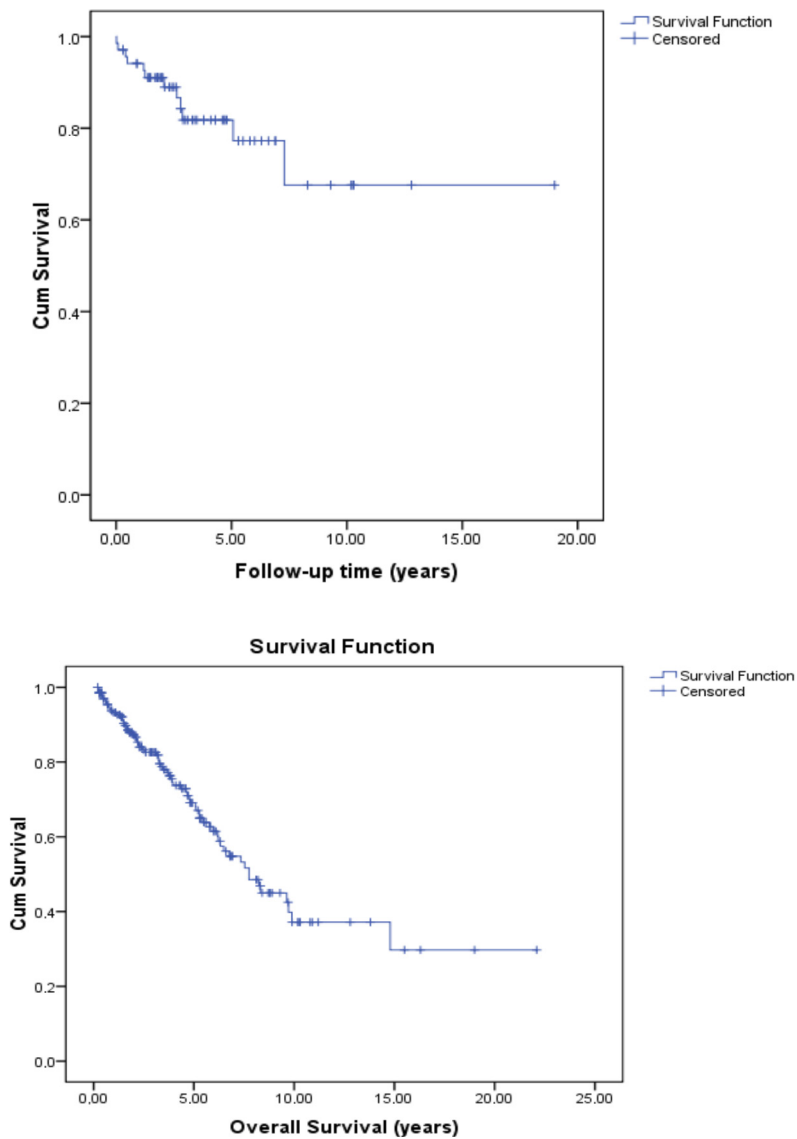 Survival Function
Censored
1.0
0.8
0.6
0.4
0.2
0.0
Cum Survival
0.00 5.00 10.00 15.00 20.00
Follow-up time (years)
Survival Function
Survival Function
Censored
1.0
0.8
0.6
0.4
0.2
0.0
Cum Survival
0.00 5.00 10.00 15.00 20.00 25.00
Overall Survival (years)